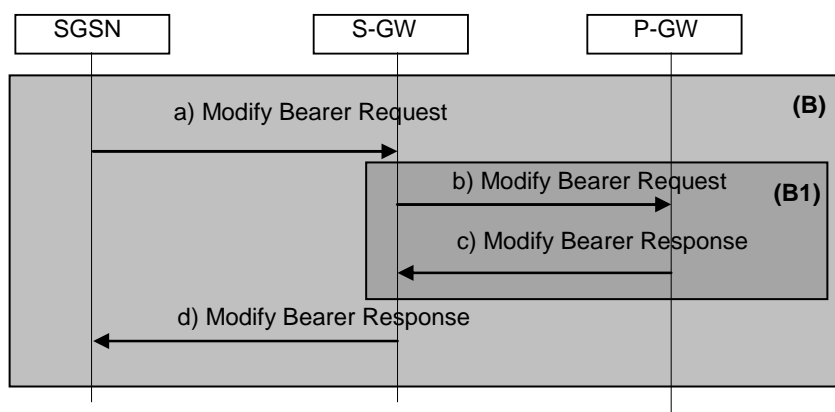 SGSN
S-GW
P-GW
(B)
a) Modify Bearer Request
b) Modify Bearer Request
(B1)
c) Modify Bearer Response
d) Modify Bearer Response